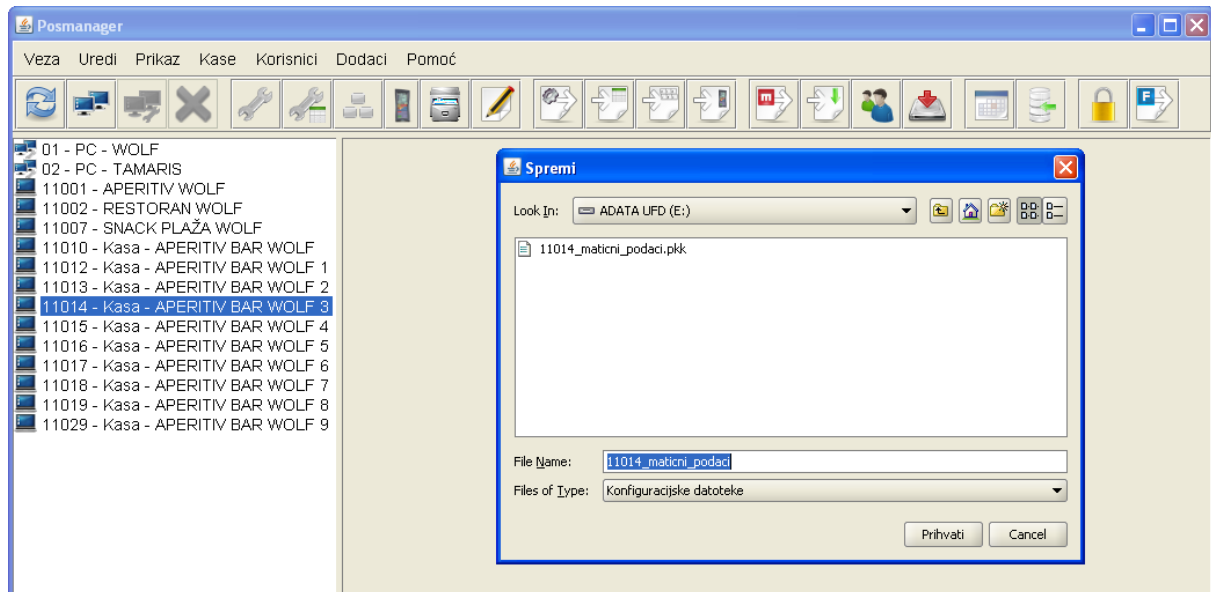 Posmanager
Veza Uredi Prikaz Kase Korisnici Dodaci Pomoć
m
F
01 - PC - WOLF
02 - PC - TAMARIS
11001 - APERITIV WOLF
11002 - RESTORAN WOLF
11007 - SNACK PLAŽA WOLF
11010 - Kasa - APERITIV BAR WOLF
11012 - Kasa - APERITIV BAR WOLF 1
11013 - Kasa - APERITIV BAR WOLF 2
11014 - Kasa - APERITIV BAR WOLF 3
11015 - Kasa - APERITIV BAR WOLF 4
11016 - Kasa - APERITIV BAR WOLF 5
11017 - Kasa - APERITIV BAR WOLF 6
11018 - Kasa - APERITIV BAR WOLF 7
11019 - Kasa - APERITIV BAR WOLF 8
11029 - Kasa - APERITIV BAR WOLF 9
Spremi
Look In: ADATA UFD (E:)
11014_maticni_podaci.pkk
File Name: 11014_maticni_podaci
Files of Type: Konfiguracijske datoteke
Prihvati Cancel